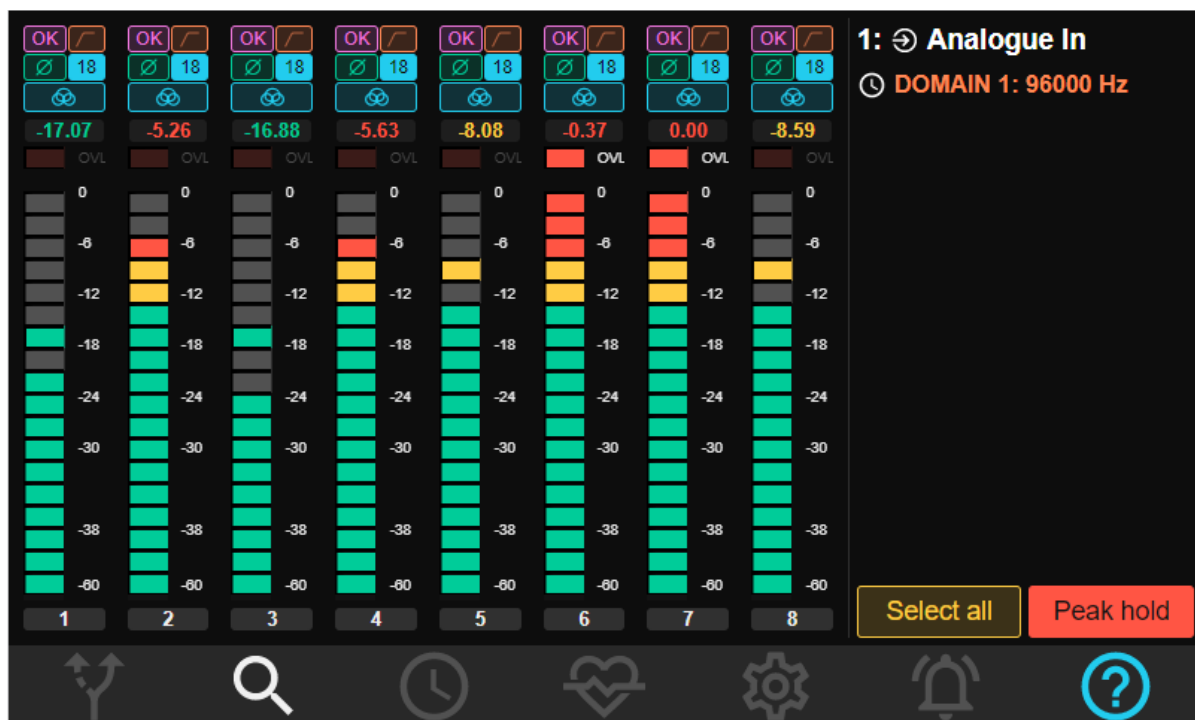 OK OK OK OK OK OK OK OK
1: Analogue In
Ø 18 Ø 18 Ø 18 Ø 18 Ø 18 Ø 18 Ø 18 Ø 18
DOMAIN 1: 96000 Hz
-17.07 -5.26 -16.88 -5.63 -8.08 -0.37 0.00 -8.59
OVL OVL OVL OVL OVL OVL OVL OVL
0 0 0 0 0 0 0 0
-6 -6 -6 -6 -6 -6 -6 -6
-12 -12 -12 -12 -12 -12 -12 -12
-18 -18 -18 -18 -18 -18 -18 -18
-24 -24 -24 -24 -24 -24 -24 -24
-30 -30 -30 -30 -30 -30 -30 -30
-38 -38 -38 -38 -38 -38 -38 -38
-60 -60 -60 -60 -60 -60 -60 -60
1 2 3 4 5 6 7 8
Select all Peak hold
?